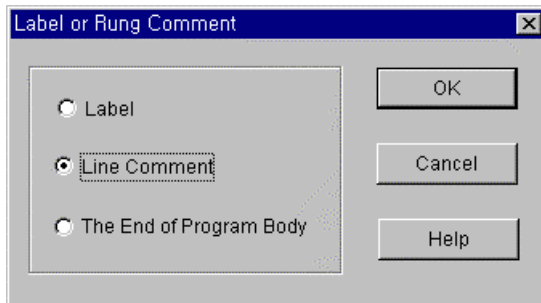 Label or Rung Comment
OK
Label
Cancel
Line Comment
The End of Program Body
Help